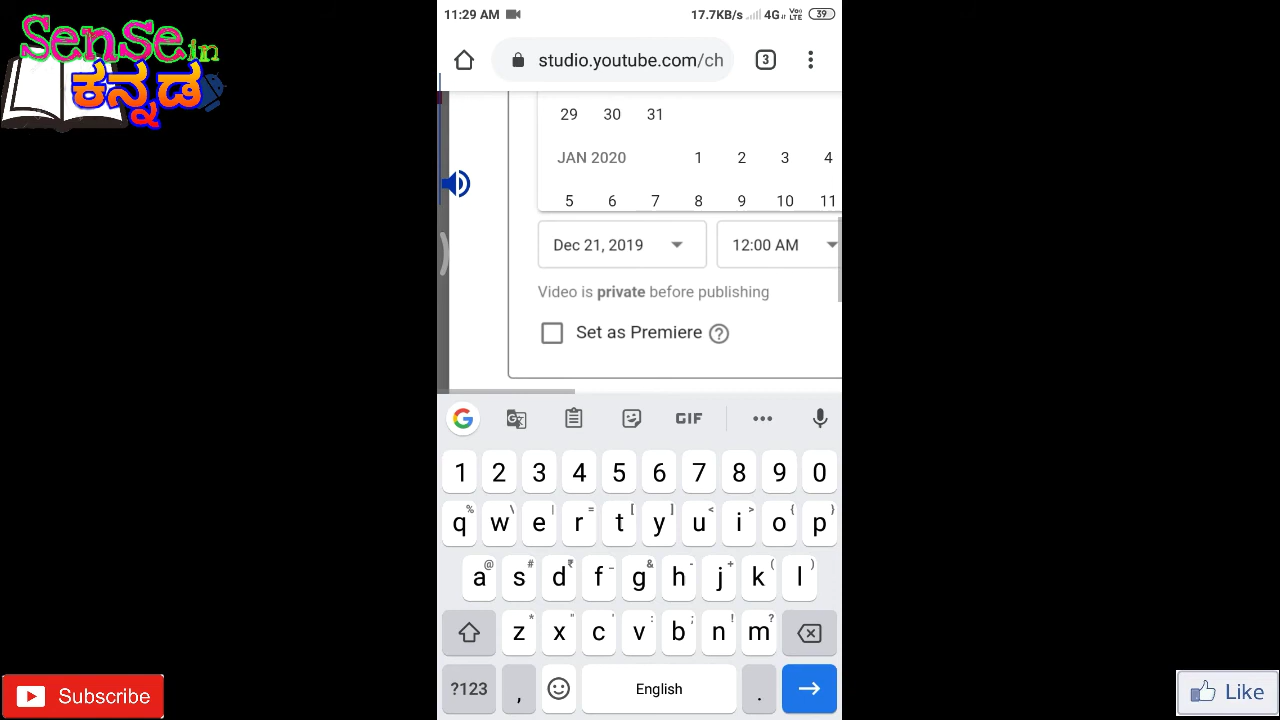 SenSe in
ಕನ್ನಡ
11:29 AM 17.7KB/s 4G Vo) LTE 39
studio.youtube.com/ch 3
29 30 31
JAN 2020 1 2 3 4
5 6 7 8 9 10 11
Dec 21, 2019 12:00 AM
Video is private before publishing
Set as Premiere ?
G GIF
1 2 3 4 5 6 7 8 9 0
q w e r t y u i o p
a s d f g h j k l
z x c v b n m
?123 , English .
Subscribe
Like